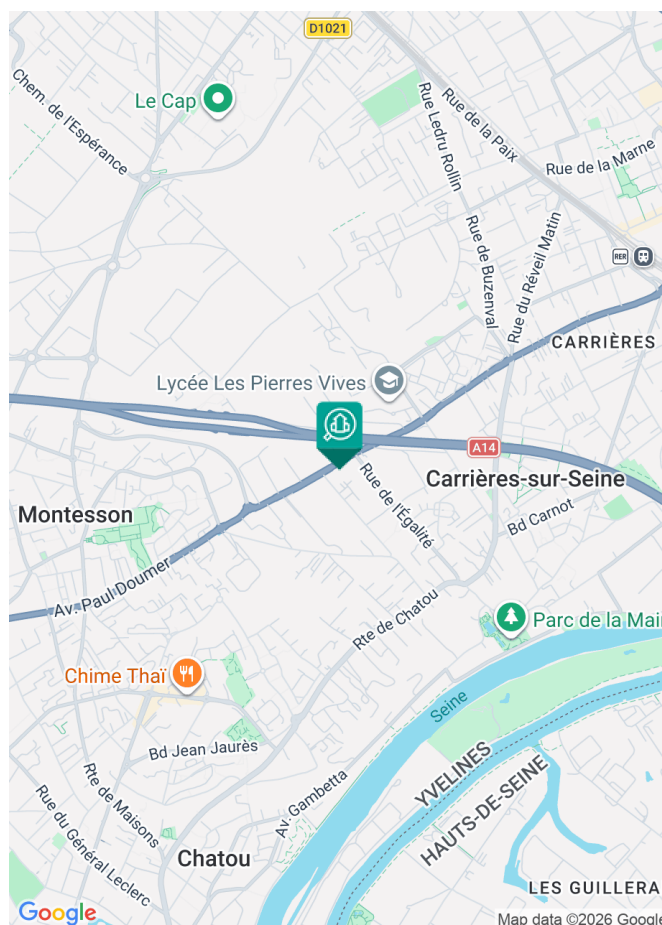 D1021
Chem. de l'Espérance
Le Cap
Rue Ledru Rollin
Rue de la Paix
Rue de la Marne
Rue de Buzenval
Rue du Réveil Matin
RER
CARRIÈRES
Lycée Les Pierres Vives
A14
Carrières-sur-Seine
Rue de l'Égalité
Montesson
Bd Carnot
Av. Paul Doumer
Rte de Chatou
Parc de la Mair
Chime Thaï
Seine
Bd Jean Jaurès
YVELINES
HAUTS-DE-SEINE
Rte de Maisons
Av. Gambetta
Rue du Général Leclerc
Chatou
LES GUILLERA
Google
Map data ©2026 Google